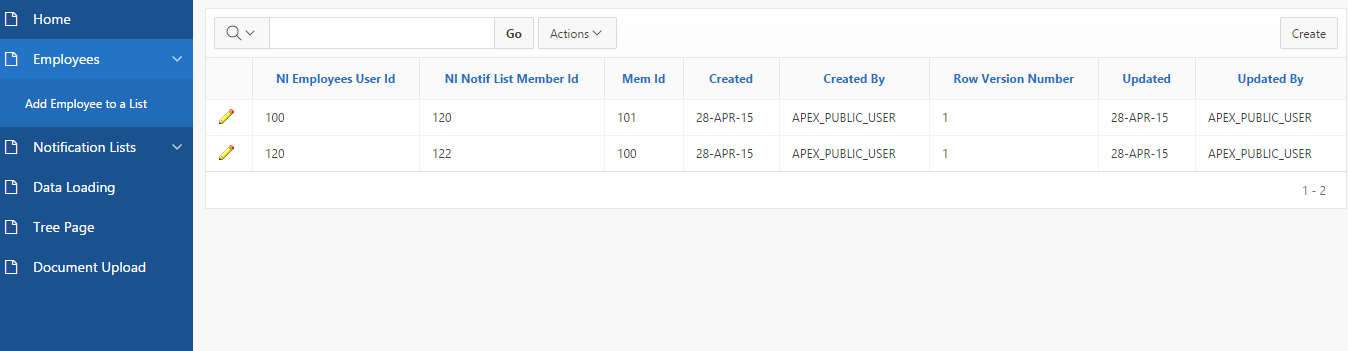 Home
Employees
Add Employee to a List
Notification Lists
Data Loading
Tree Page
Document Upload
Go Actions Create
NI Employees User Id NI Notif List Member Id Mem Id Created Created By Row Version Number Updated Updated By
100 120 101 28-APR-15 APEX_PUBLIC_USER 1 28-APR-15 APEX_PUBLIC_USER
120 122 100 28-APR-15 APEX_PUBLIC_USER 1 28-APR-15 APEX_PUBLIC_USER
1 - 2